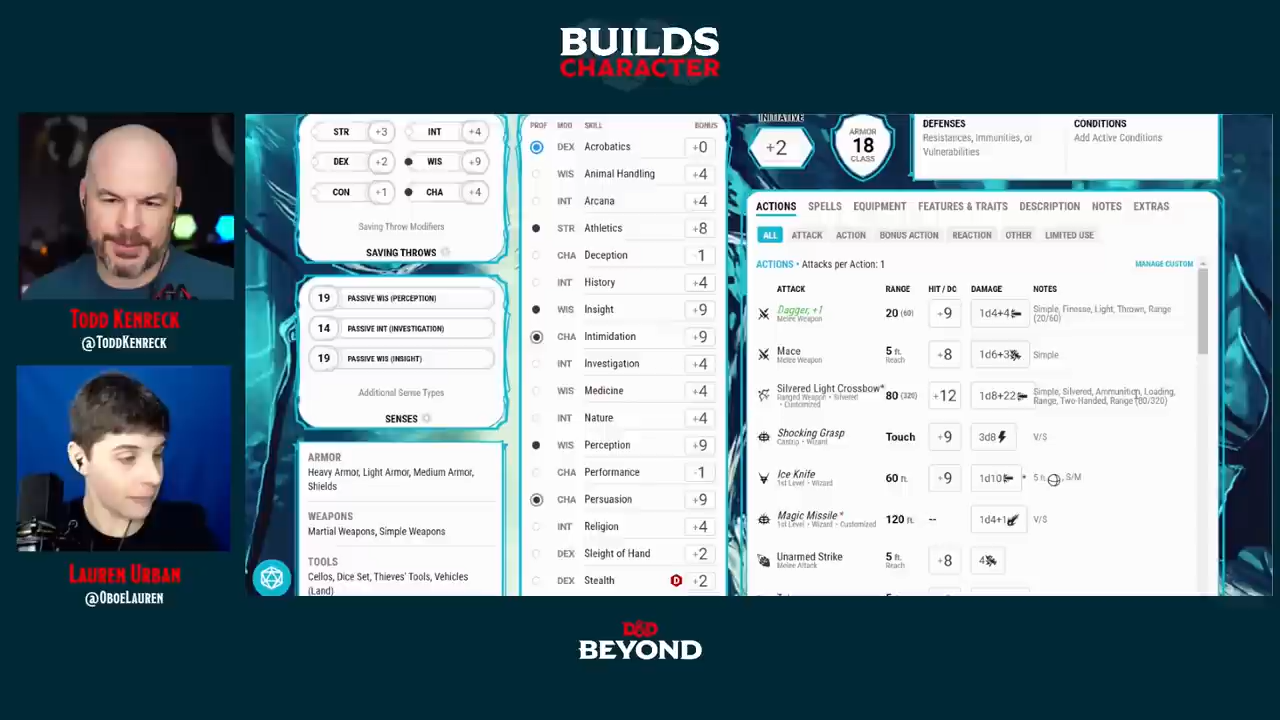 BUILDS
CHARACTER
TODD KENRECK
@TODDKENRECK
LAUREN URBAN
@OBOELAUREN
STR +3 INT +4
DEX +2 WIS +9
CON +1 CHA +4
Saving Throw Modifiers
SAVING THROWS
19 PASSIVE WIS (PERCEPTION)
14 PASSIVE INT (INVESTIGATION)
19 PASSIVE WIS (INSIGHT)
Additional Sense Types
SENSES
ARMOR
Heavy Armor, Light Armor, Medium Armor,
Shields
WEAPONS
Martial Weapons, Simple Weapons
TOOLS
Cellos, Dice Set, Thieves' Tools, Vehicles
(Land)
PROF MOD SKILL BONUS
DEX Acrobatics +0
WIS Animal Handling +4
INT Arcana +4
STR Athletics +8
CHA Deception -1
INT History +4
WIS Insight +9
CHA Intimidation +9
INT Investigation +4
WIS Medicine +4
INT Nature +4
WIS Perception +9
CHA Performance -1
CHA Persuasion +9
INT Religion +4
DEX Sleight of Hand +2
DEX Stealth +2
INITIATIVE
+2
ARMOR
18
CLASS
DEFENSES
Resistances, Immunities, or
Vulnerabilities
CONDITIONS
Add Active Conditions
ACTIONS SPELLS EQUIPMENT FEATURES & TRAITS DESCRIPTION NOTES EXTRAS
ALL ATTACK ACTION BONUS ACTION REACTION OTHER LIMITED USE
ACTIONS • Attacks per Action: 1 MANAGE CUSTOM
ATTACK RANGE HIT / DC DAMAGE NOTES
Dagger, +1 20 (60) +9 1d4+4 Simple, Finesse, Light, Thrown, Range
Melee Weapon (20/60)
Mace 5 ft. +8 1d6+3 Simple
Melee Weapon Reach
Silvered Light Crossbow* 80 (320) +12 1d8+22 Simple, Silvered, Ammunition, Loading,
Ranged Weapon • Silvered Range, Two-Handed, Range (80/320)
• Customized
Shocking Grasp Touch +9 3d8 V/S
Cantrip • Wizard
Ice Knife 60 ft. +9 1d10 * 5 ft. , S/M
1st Level • Wizard
Magic Missile * 120 ft. -- 1d4+1 V/S
1st Level • Wizard • Customized
Unarmed Strike 5 ft. +8 4
Melee Attack Reach
D&D
BEYOND